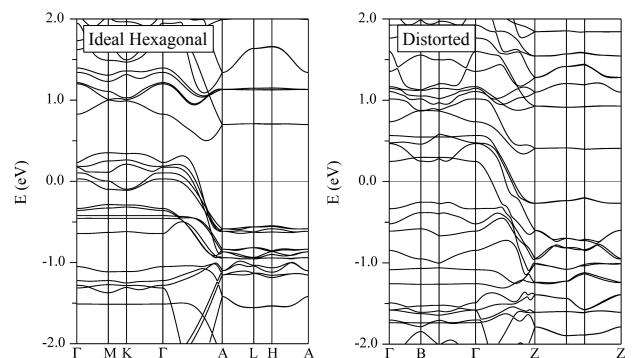 Ideal Hexagonal
E (eV)
2.0
1.0
0.0
-1.0
-2.0
Γ M K Γ A L H A
Distorted
E (eV)
2.0
1.0
0.0
-1.0
-2.0
Γ B Γ Z Z